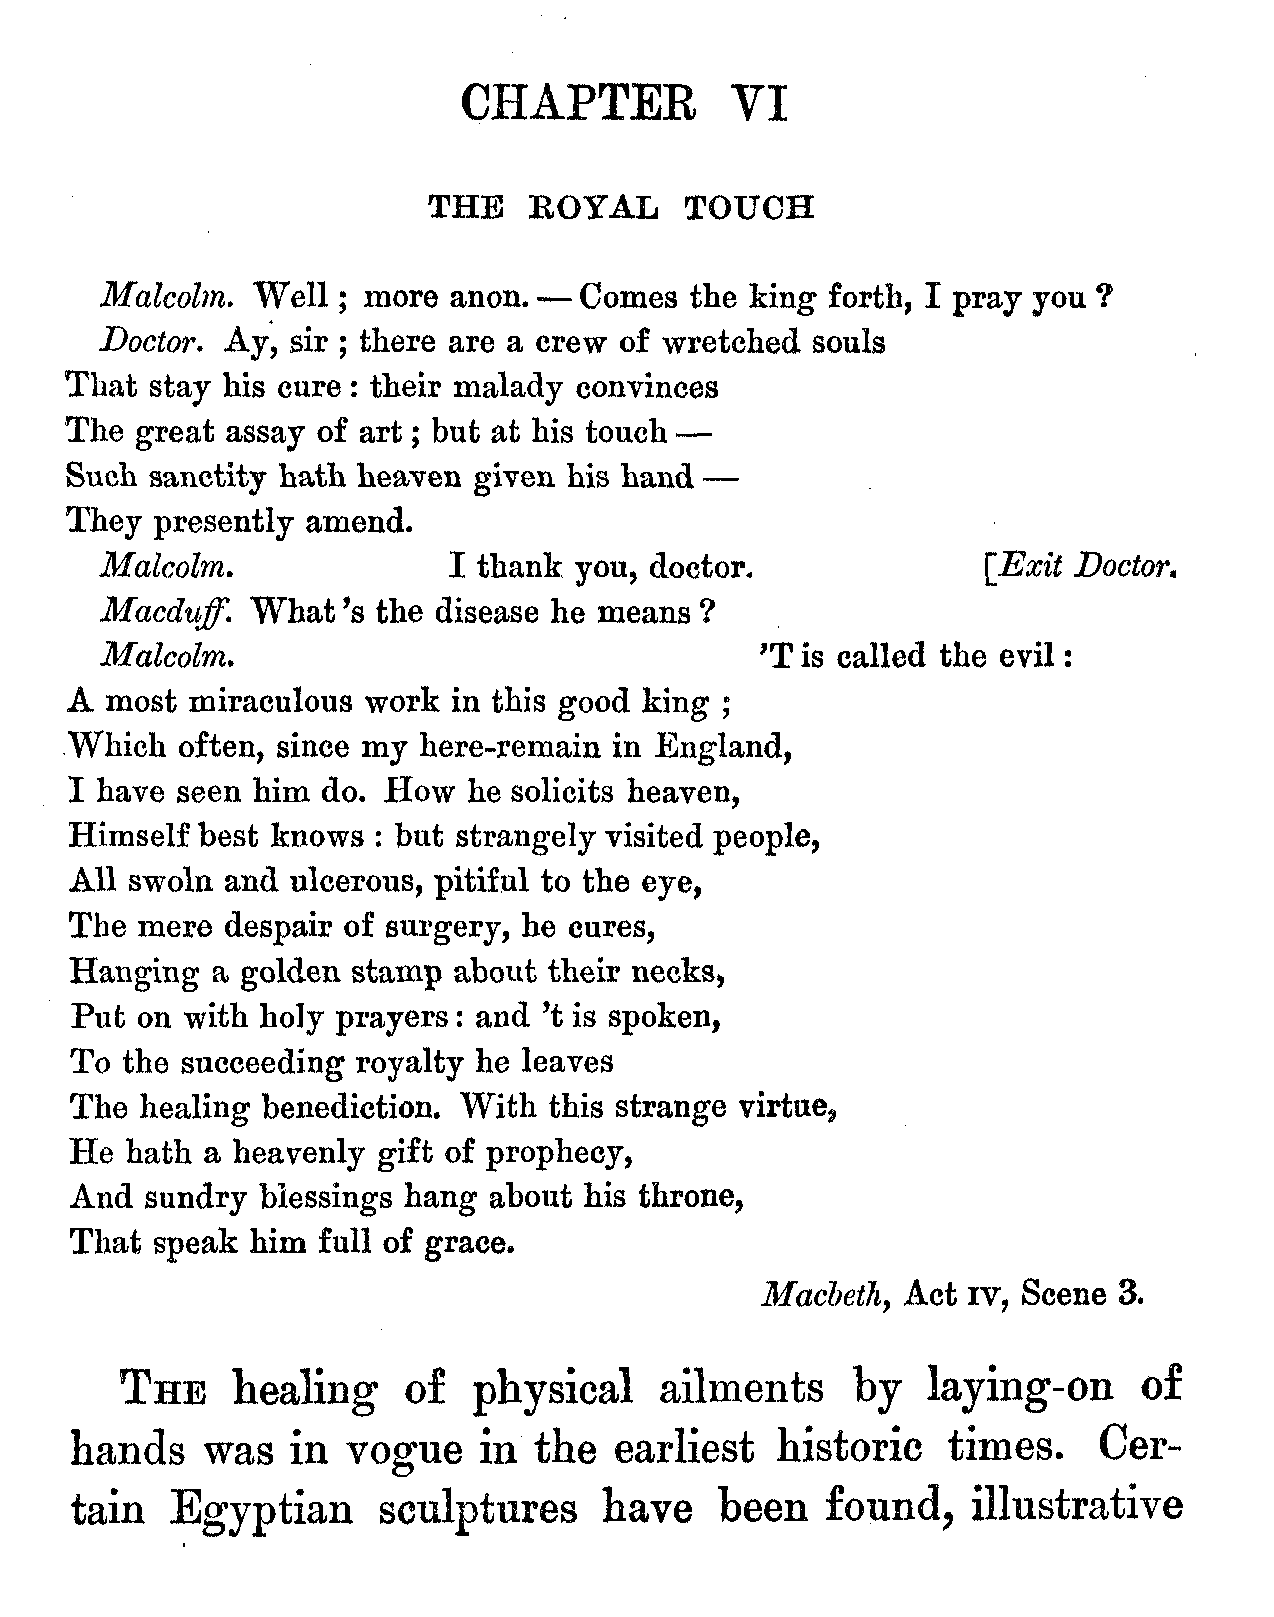 CHAPTER VI
THE ROYAL TOUCH
Malcolm. Well ; more anon. — Comes the king forth, I pray you ?
Doctor. Ay, sir ; there are a crew of wretched souls
That stay his cure : their malady convinces
The great assay of art ; but at his touch —
Such sanctity hath heaven given his hand —
They presently amend.
Malcolm. I thank you, doctor. [Exit Doctor.
Macduff. What 's the disease he means ?
Malcolm. 'T is called the evil :
A most miraculous work in this good king ;
Which often, since my here-remain in England,
I have seen him do. How he solicits heaven,
Himself best knows : but strangely visited people,
All swoln and ulcerous, pitiful to the eye,
The mere despair of surgery, he cures,
Hanging a golden stamp about their necks,
Put on with holy prayers : and 't is spoken,
To the succeeding royalty he leaves
The healing benediction. With this strange virtue,
He hath a heavenly gift of prophecy,
And sundry blessings hang about his throne,
That speak him full of grace.
Macbeth, Act IV, Scene 3.
THE healing of physical ailments by laying-on of
hands was in vogue in the earliest historic times. Cer-
tain Egyptian sculptures have been found, illustrative